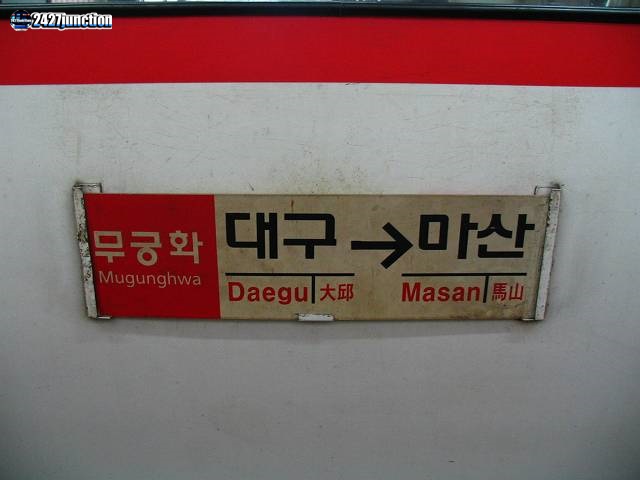 2427junction
무궁화
Mugunghwa
대구 → 마산
Daegu 大邱 Masan 馬山